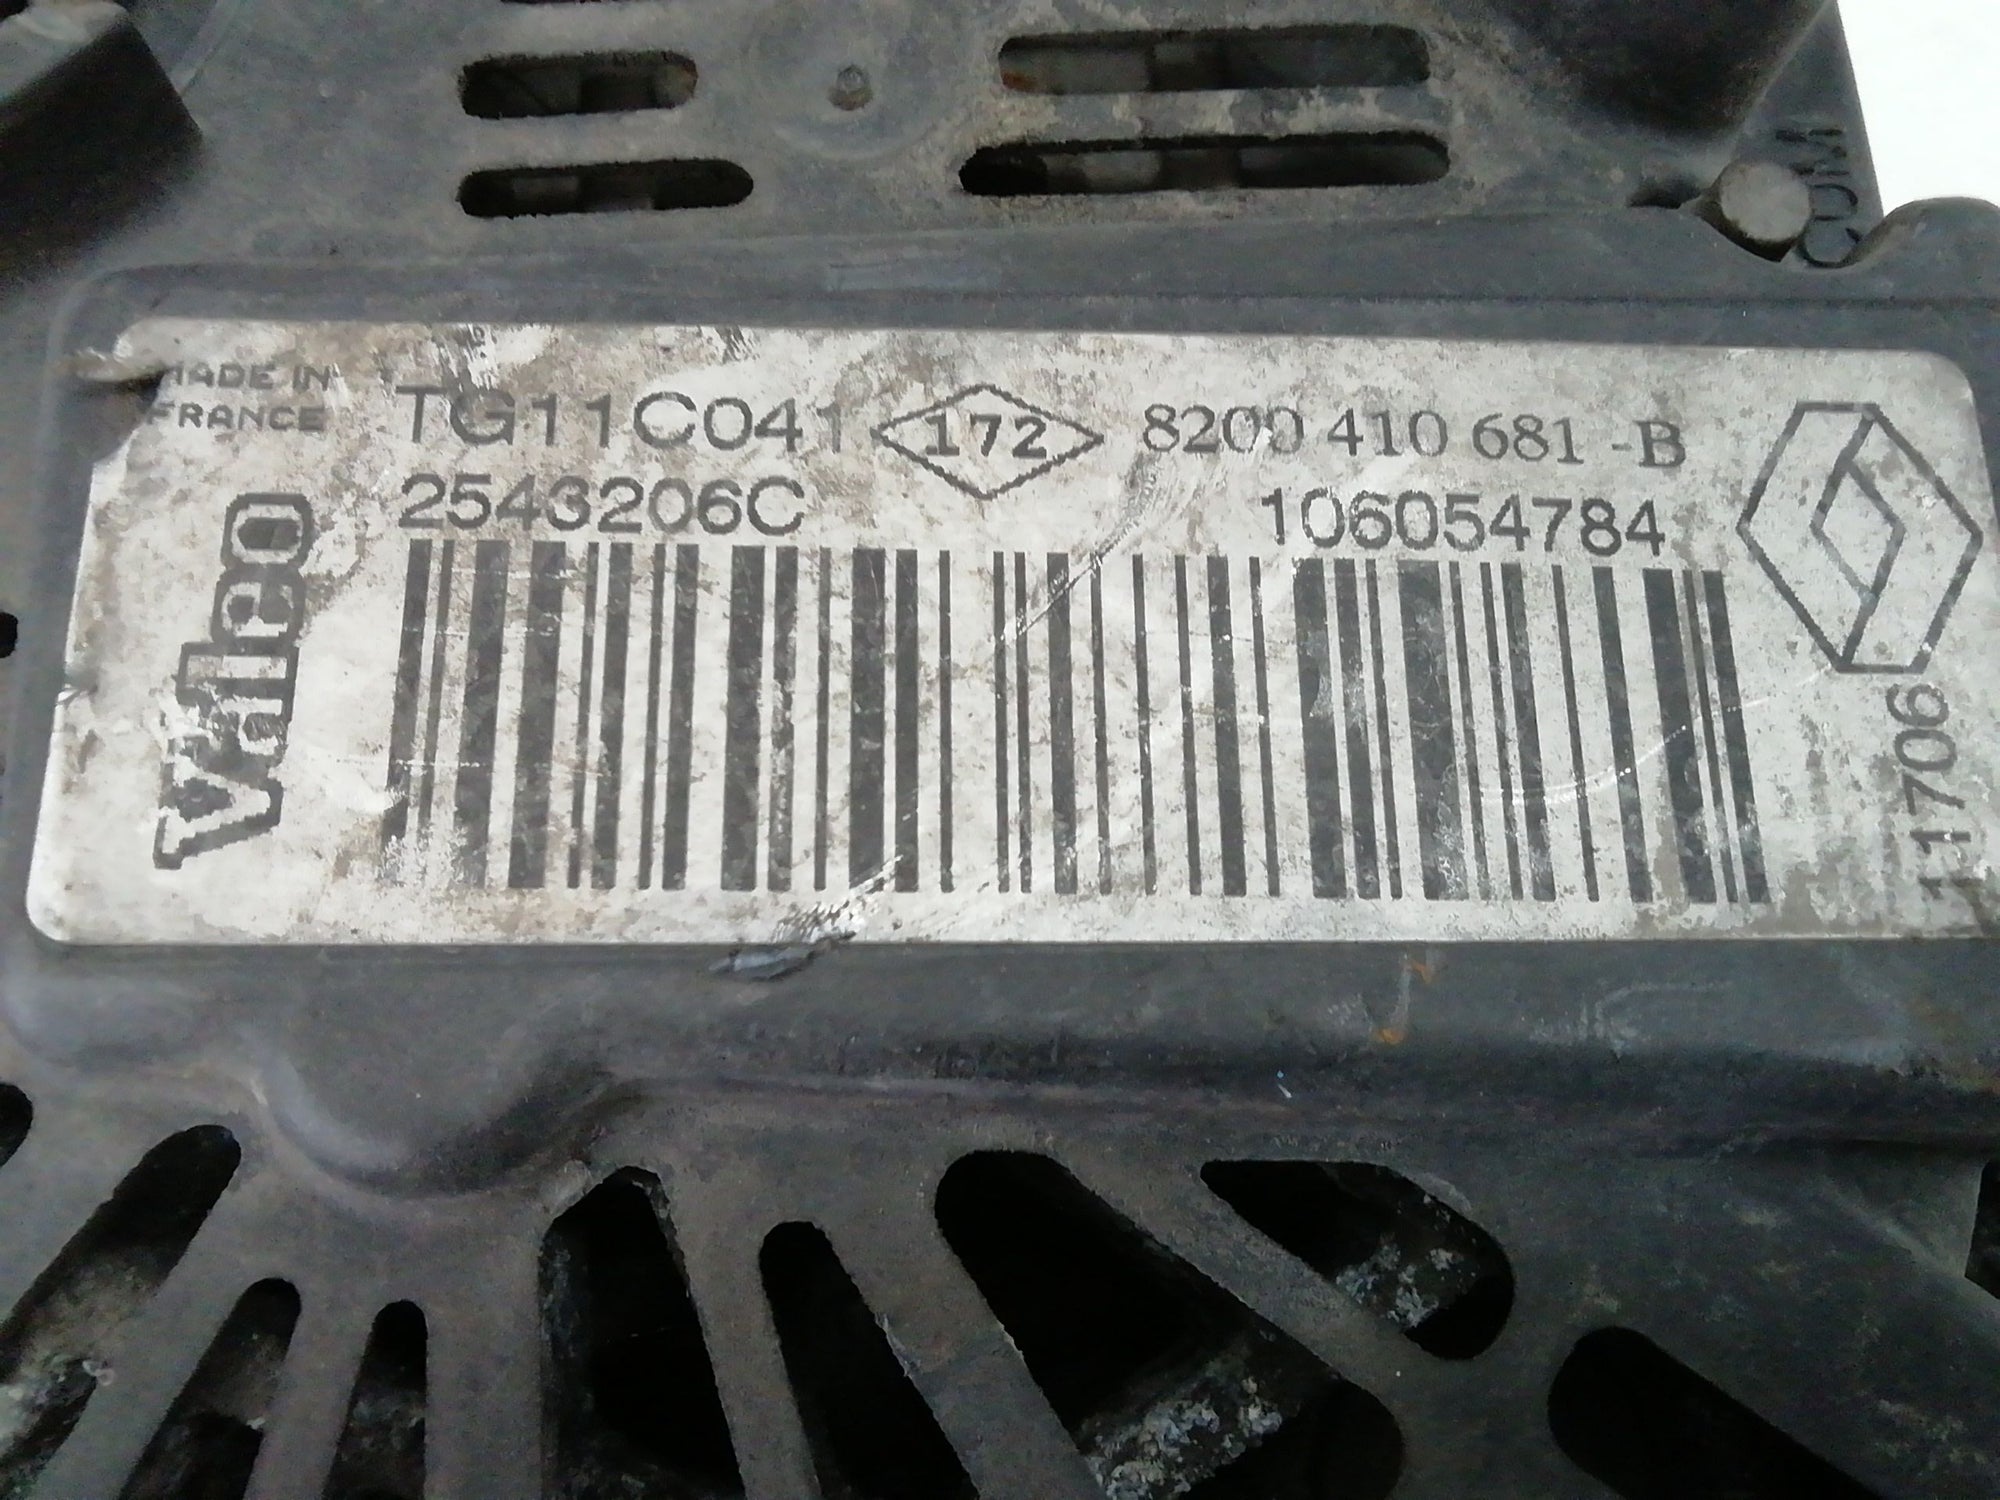 MADE IN
FRANCE
TG11C041
172
8200 410 681 -B
2543206C
106054784
valeo
11706